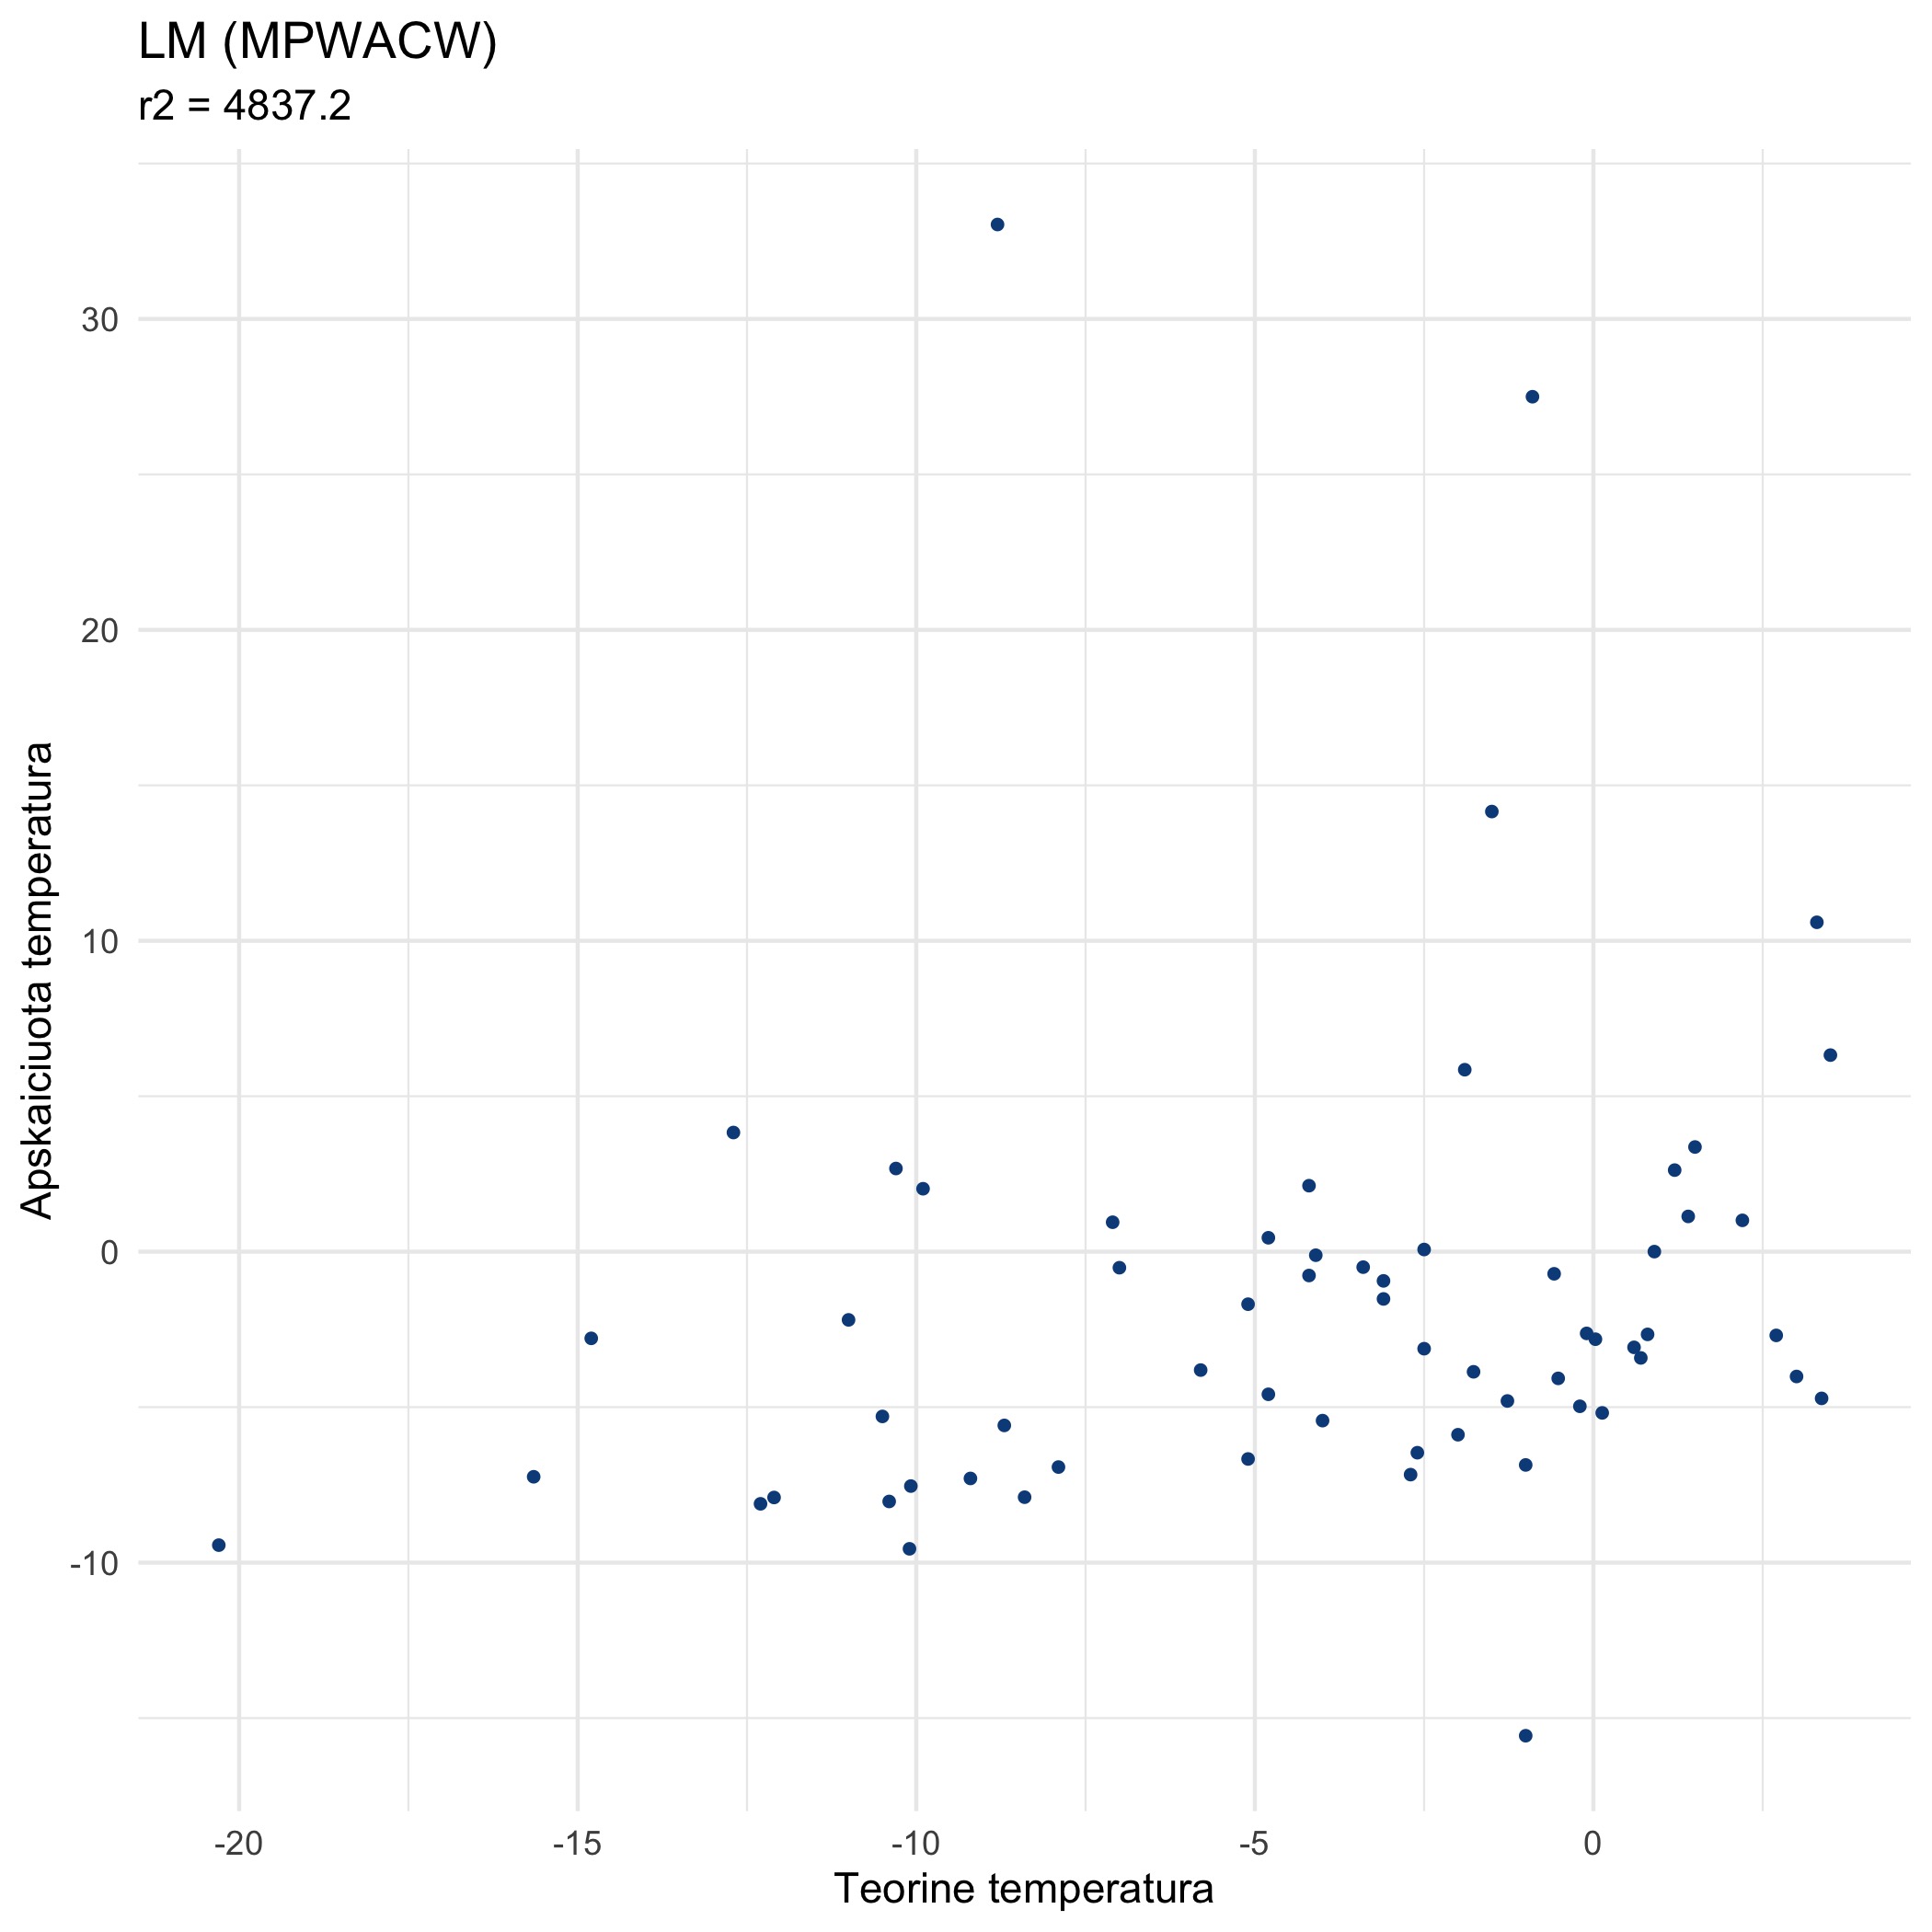 LM (MPWACW)
r2 = 4837.2
30
20
10
0
-10
Apskaiciuota temperatura
-20
-15
-10
-5
0
Teorine temperatura